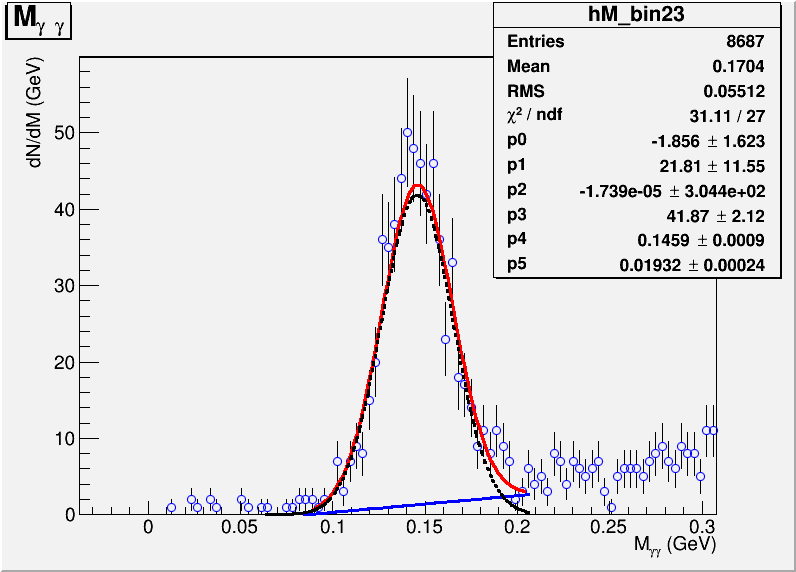 M γ γ
hM_bin23
Entries 8687
Mean 0.1704
RMS 0.05512
χ² / ndf 31.11 / 27
p0 -1.856 ± 1.623
p1 21.81 ± 11.55
p2 -1.739e-05 ± 3.044e+02
p3 41.87 ± 2.12
p4 0.1459 ± 0.0009
p5 0.01932 ± 0.00024
dN/dM (GeV)
50
40
30
20
10
0
0 0.05 0.1 0.15 0.2 0.25 0.3
Mγγ (GeV)